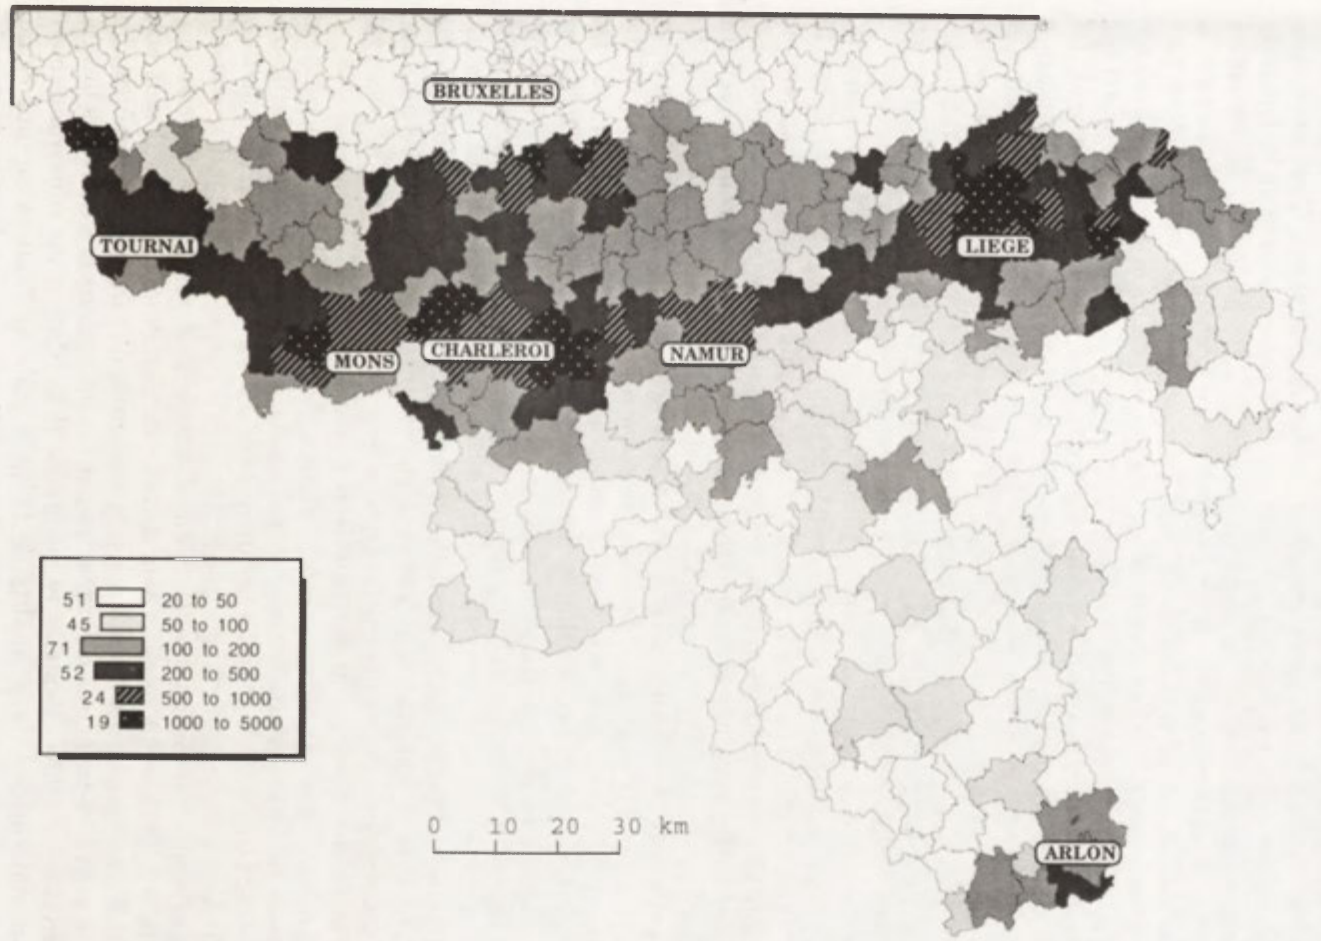 BRUXELLES
TOURNAI
LIEGE
MONS
CHARLEROI
NAMUR
51 20 to 50
45 50 to 100
71 100 to 200
52 200 to 500
24 500 to 1000
19 1000 to 5000
0 10 20 30 km
ARLON